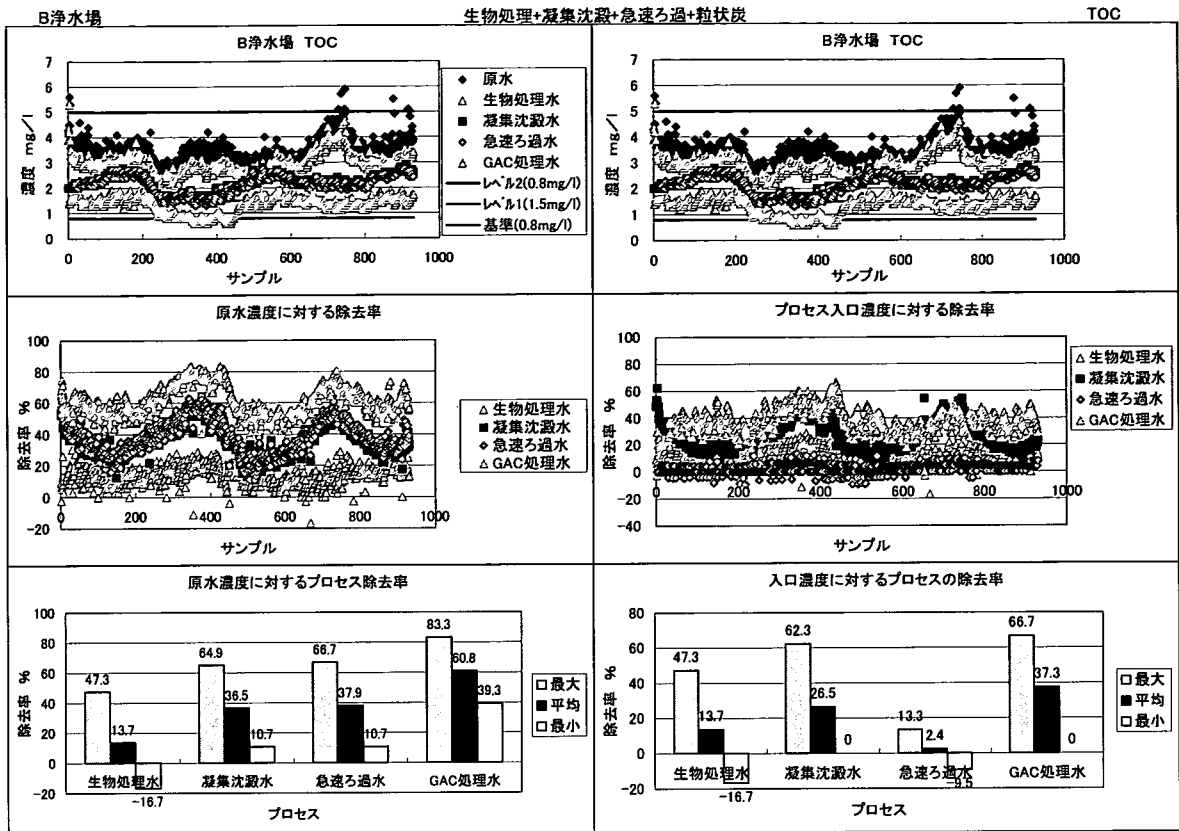 B浄水場
生物処理+凝集沈澱+急速ろ過+粒状炭
TOC
B浄水場 TOC
濃度 mg/l
7
6
5
4
3
2
1
0
0 200 400 600 800 1000
サンプル
原水
生物処理水
凝集沈澱水
急速ろ過水
GAC処理水
レベル2(0.8mg/l)
レベル1(1.5mg/l)
基準(0.8mg/l)
B浄水場 TOC
濃度 mg/l
7
6
5
4
3
2
1
0
0 200 400 600 800 1000
サンプル
原水濃度に対する除去率
除去率 %
100
80
60
40
20
0
-20
0 200 400 600 800 1000
サンプル
生物処理水
凝集沈澱水
急速ろ過水
GAC処理水
プロセス入口濃度に対する除去率
除去率 %
100
80
60
40
20
0
-20
-40
0 200 400 600 800 1000
サンプル
生物処理水
凝集沈澱水
急速ろ過水
GAC処理水
原水濃度に対するプロセス除去率
除去率 %
100
80
60
40
20
0
-20
47.3 13.7 -16.7
64.9 36.5 10.7
66.7 37.9 10.7
83.3 60.8 39.3
生物処理水 凝集沈澱水 急速ろ過水 GAC処理水
プロセス
最大
平均
最小
入口濃度に対するプロセスの除去率
除去率 %
80
60
40
20
0
-20
47.3 13.7 -16.7
62.3 26.5 0
13.3 2.4 -9.5
66.7 37.3 0
生物処理水 凝集沈澱水 急速ろ過水 GAC処理水
プロセス
最大
平均
最小